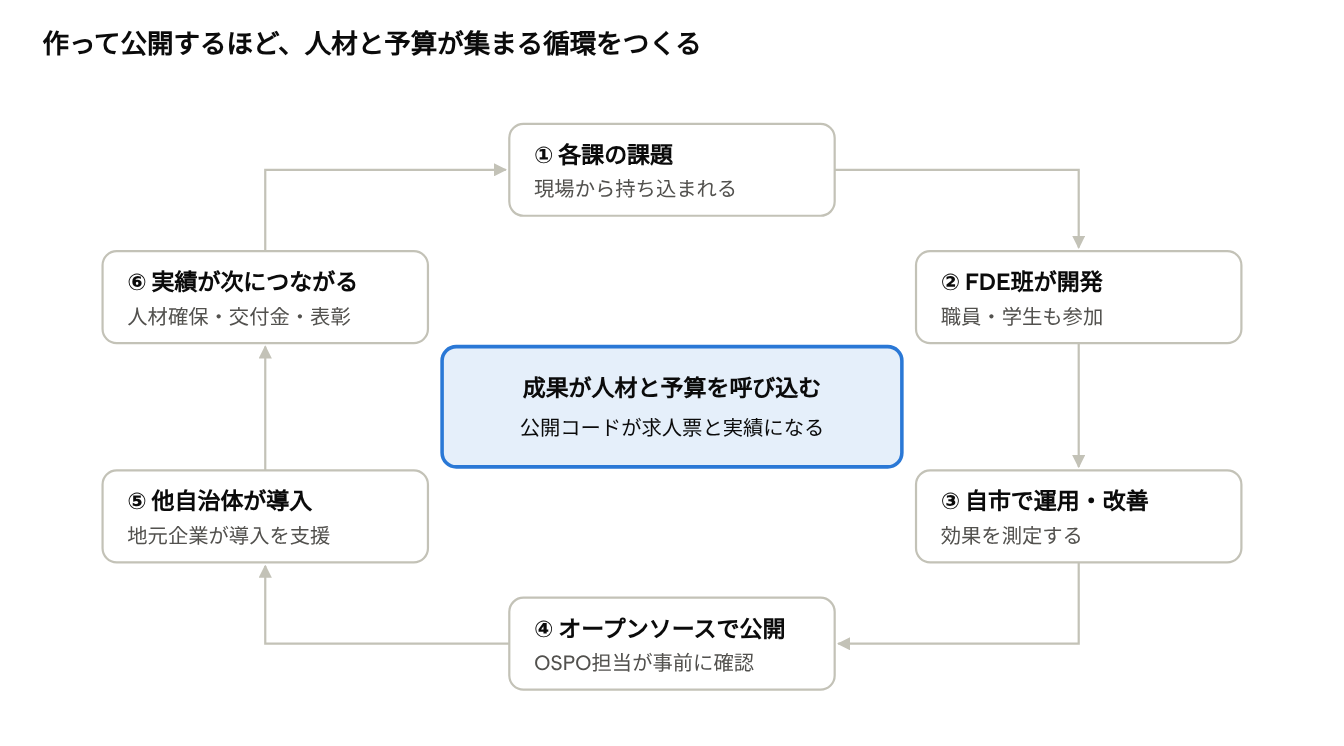 作って公開するほど、人材と予算が集まる循環をつくる
① 各課の課題
現場から持ち込まれる
② FDE班が開発
職員・学生も参加
③ 自市で運用・改善
効果を測定する
④ オープンソースで公開
OSPO担当が事前に確認
⑤ 他自治体が導入
地元企業が導入を支援
⑥ 実績が次につながる
人材確保・交付金・表彰
成果が人材と予算を呼び込む
公開コードが求人票と実績になる